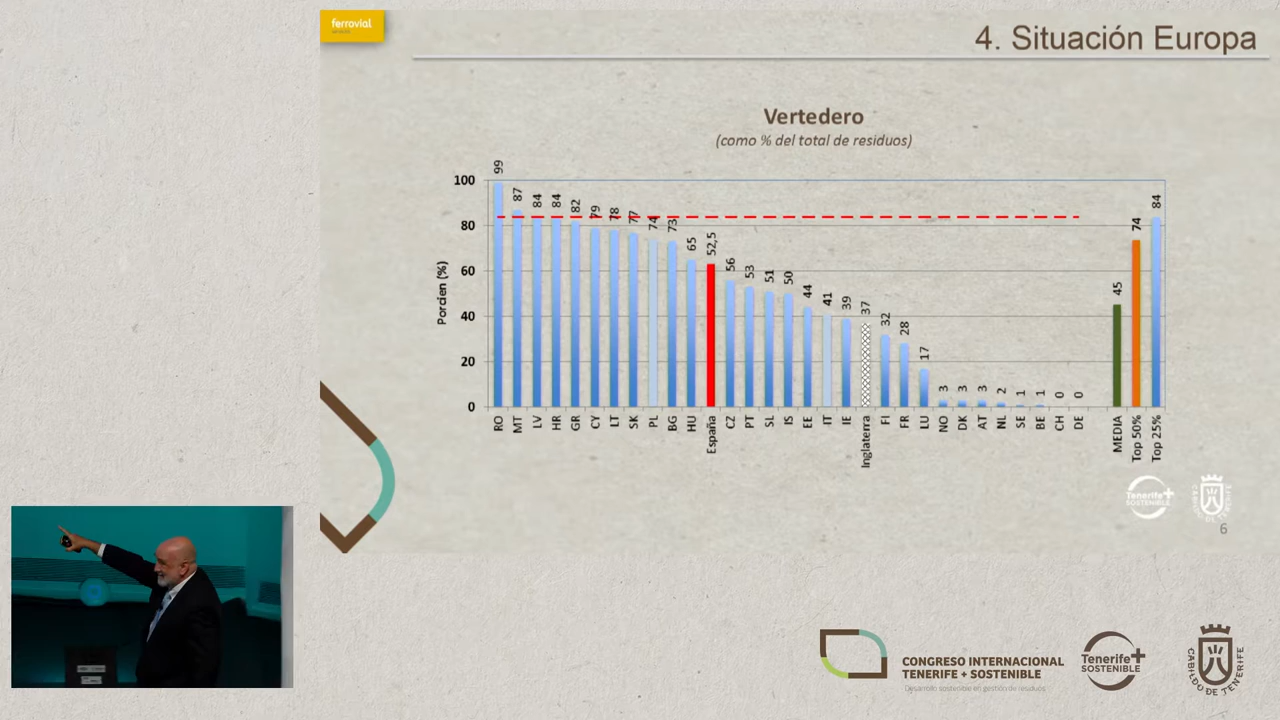 ferrovial
4. Situación Europa
Vertedero
(como % del total de residuos)
Porcien (%)
100
80
60
40
20
0
99
87
84
84
82
79
78
77
74
73
65
52,5
56
53
51
50
44
41
39
37
32
28
17
3
3
3
2
1
1
0
0
45
74
84
RO
MT
LV
HR
GR
CY
LT
SK
PL
BG
HU
España
CZ
PT
SL
IS
EE
IT
IE
Inglaterra
FI
FR
LU
NO
DK
AT
NL
SE
BE
CH
DE
MEDIA
Top 50%
Top 25%
Tenerife+
SOSTENIBLE
CABILDO DE TENERIFE
6
CONGRESO INTERNACIONAL
TENERIFE + SOSTENIBLE
Desarrollo sostenible en gestión de residuos
Tenerife+
SOSTENIBLE
CABILDO DE TENERIFE